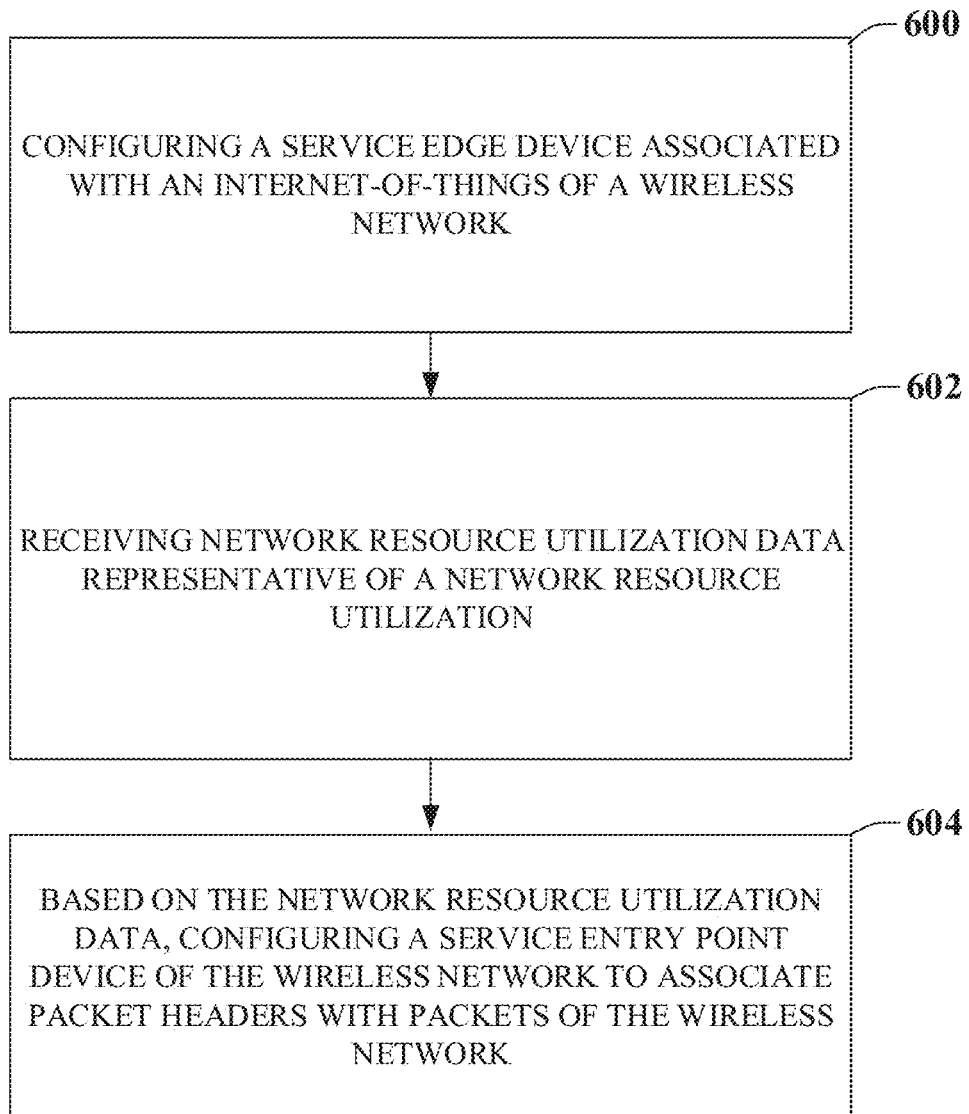 600
CONFIGURING A SERVICE EDGE DEVICE ASSOCIATED
WITH AN INTERNET-OF-THINGS OF A WIRELESS
NETWORK
602
RECEIVING NETWORK RESOURCE UTILIZATION DATA
REPRESENTATIVE OF A NETWORK RESOURCE
UTILIZATION
604
BASED ON THE NETWORK RESOURCE UTILIZATION
DATA, CONFIGURING A SERVICE ENTRY POINT
DEVICE OF THE WIRELESS NETWORK TO ASSOCIATE
PACKET HEADERS WITH PACKETS OF THE WIRELESS
NETWORK